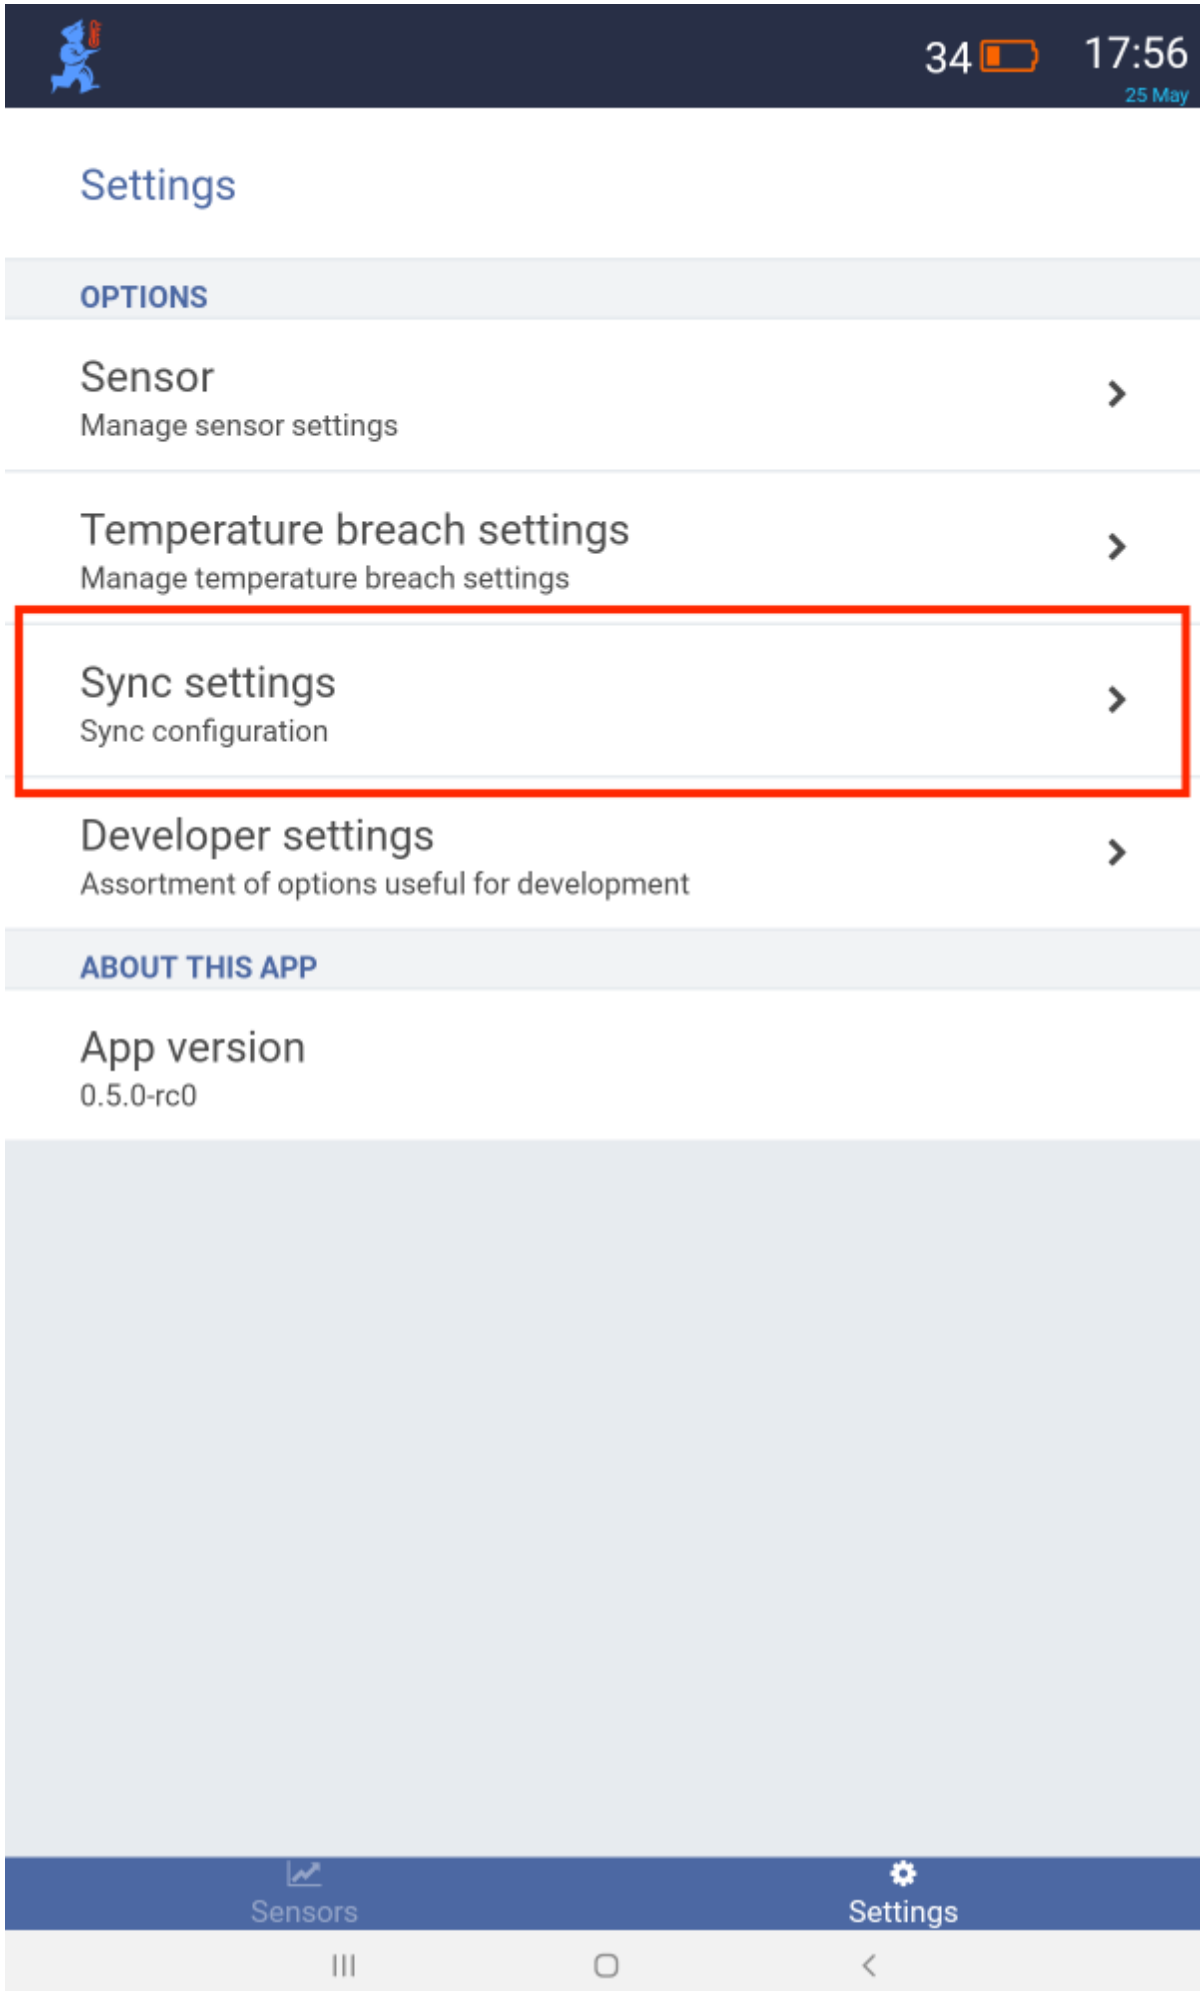 34
17:56
25 May
Settings
OPTIONS
Sensor
Manage sensor settings
Temperature breach settings
Manage temperature breach settings
Sync settings
Sync configuration
Developer settings
Assortment of options useful for development
ABOUT THIS APP
App version
0.5.0-rc0
Sensors
Settings